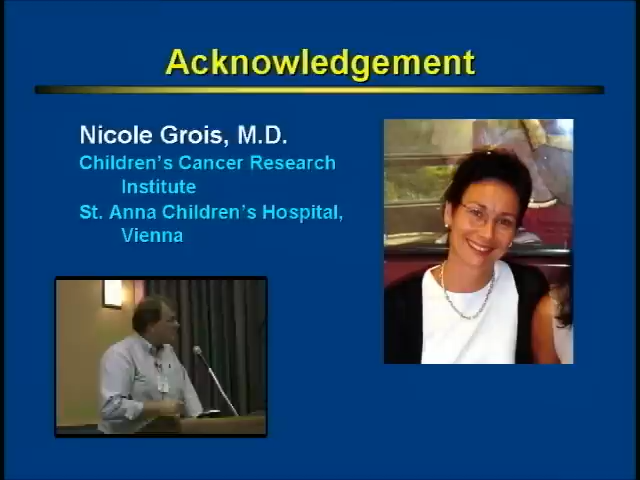 Acknowledgement
Nicole Grois, M.D.
Children's Cancer Research
Institute
St. Anna Children's Hospital,
Vienna